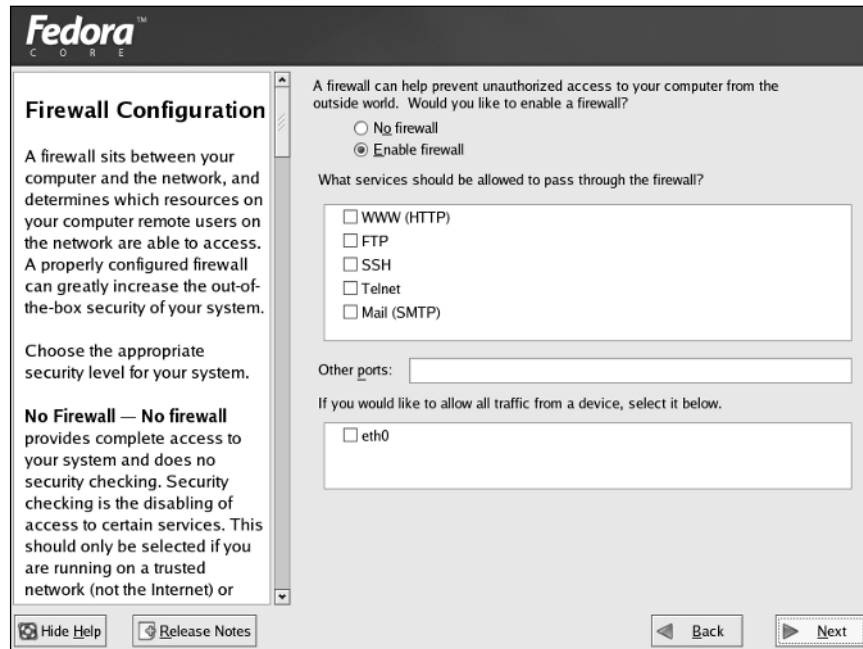 Fedora™
CORE
Firewall Configuration
A firewall sits between your
computer and the network, and
determines which resources on
your computer remote users on
the network are able to access.
A properly configured firewall
can greatly increase the out-of-
the-box security of your system.
Choose the appropriate
security level for your system.
No Firewall — No firewall
provides complete access to
your system and does no
security checking. Security
checking is the disabling of
access to certain services. This
should only be selected if you
are running on a trusted
network (not the Internet) or
A firewall can help prevent unauthorized access to your computer from the
outside world. Would you like to enable a firewall?
No firewall
Enable firewall
What services should be allowed to pass through the firewall?
WWW (HTTP)
FTP
SSH
Telnet
Mail (SMTP)
Other ports:
If you would like to allow all traffic from a device, select it below.
eth0
Hide Help
Release Notes
Back
Next